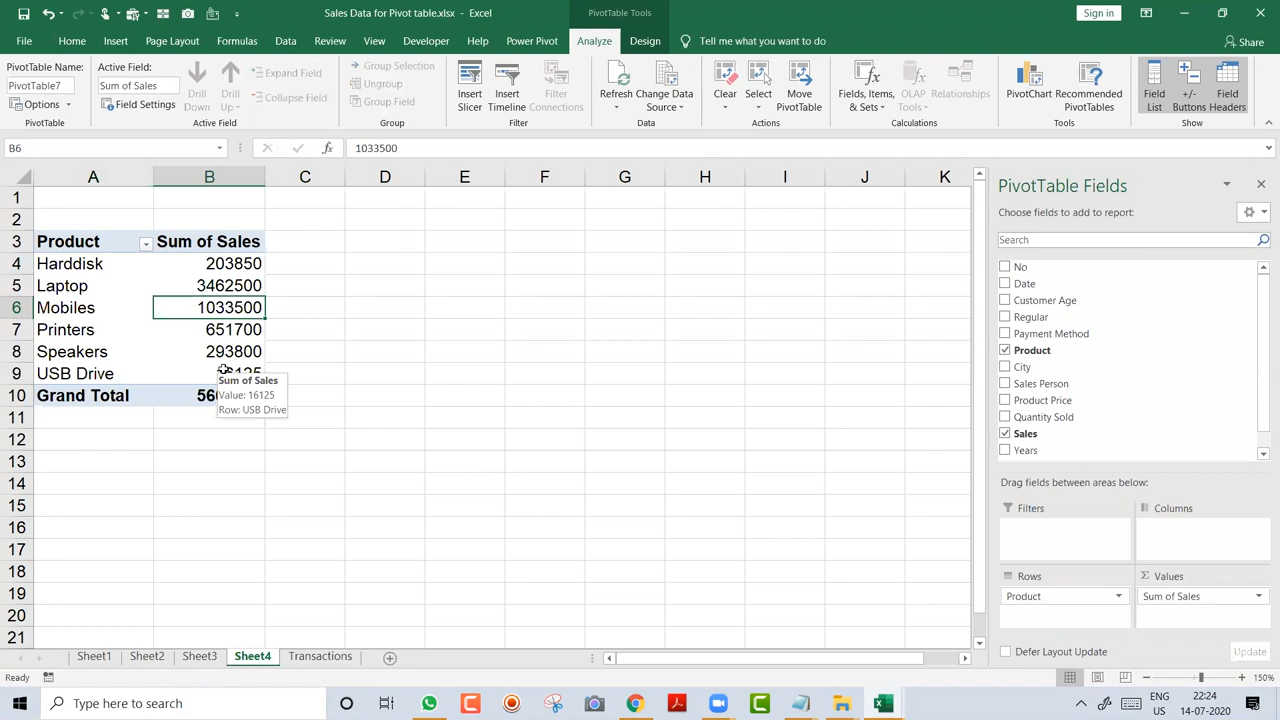 Sales Data for Pivot table.xlsx - Excel
PivotTable Tools
Sign in
File Home Insert Page Layout Formulas Data Review View Developer Help Power Pivot Analyze Design Tell me what you want to do
Share
PivotTable Name:
PivotTable7
Options
PivotTable
Active Field:
Sum of Sales
Field Settings
Drill Down
Drill Up
Expand Field
Collapse Field
Active Field
Group Selection
Ungroup
Group Field
Group
Insert Slicer
Insert Timeline
Filter Connections
Filter
Refresh
Change Data Source
Data
Clear
Select
Move PivotTable
Actions
Fields, Items, & Sets
OLAP Tools
Relationships
Calculations
PivotChart
Recommended PivotTables
Tools
Field List
+/- Buttons
Field Headers
Show
B6
fx
1033500
A B C D E F G H I J K
1
2
3 Product Sum of Sales
4 Harddisk 203850
5 Laptop 3462500
6 Mobiles 1033500
7 Printers 651700
8 Speakers 293800
9 USB Drive
10 Grand Total
Sum of Sales
Value: 16125
Row: USB Drive
11
12
13
14
15
16
17
18
19
20
21
PivotTable Fields
Choose fields to add to report:
Search
No
Date
Customer Age
Regular
Payment Method
Product
City
Sales Person
Product Price
Quantity Sold
Sales
Years
Drag fields between areas below:
Filters
Columns
Rows
Σ Values
Product
Sum of Sales
Defer Layout Update
Update
Sheet1 Sheet2 Sheet3 Sheet4 Transactions
Ready
150%
Type here to search
ENG
US
22:24
14-07-2020